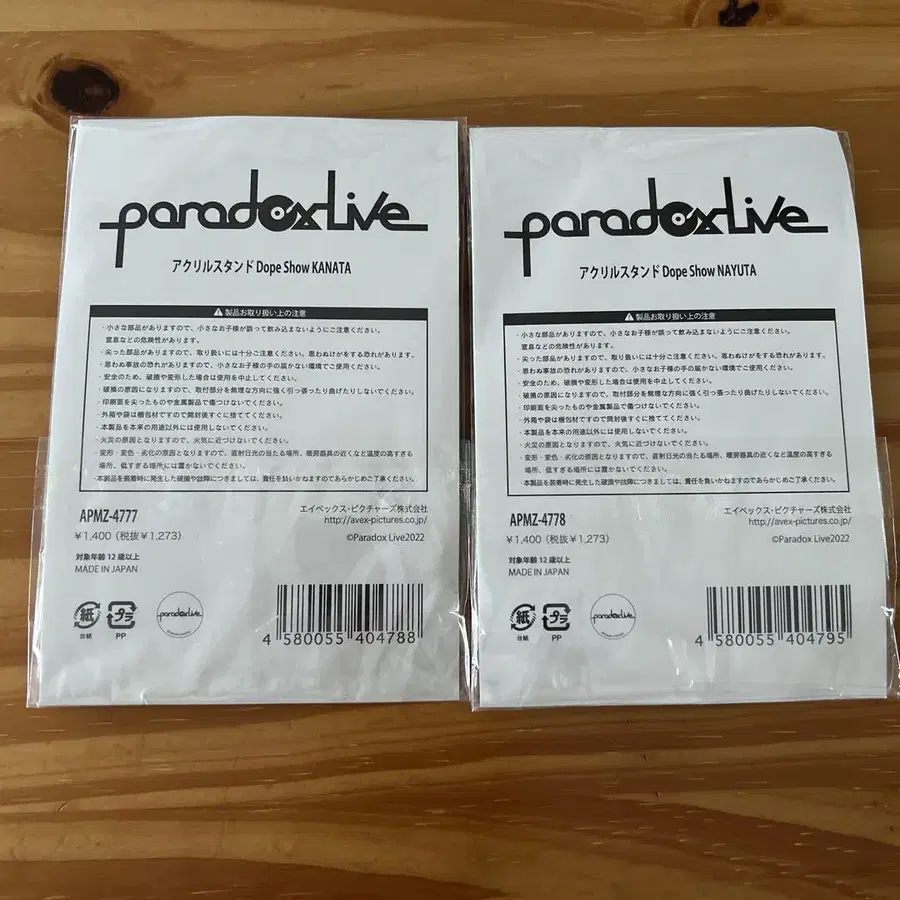 paradoxLive
アクリルスタンド Dope Show KANATA
⚠製品お取り扱い上の注意
・小さな部品がありますので、小さなお子様が誤って飲み込まないようにご注意ください。
窒息などの危険性があります。
・尖った部品がありますので、取り扱いには十分ご注意ください。思わぬけがをする恐れがあります。
・思わぬ事故の恐れがありますので、小さなお子様の手の届かない環境でご使用ください。
・安全のため、破損や変形した場合は使用を中止してください。
・破損の原因になりますので、取付部分を無理な方向に強く引っ張ったり曲げたりしないでください。
・印刷面を尖ったものや金属製品で傷つけないでください。
・外箱や袋は梱包材ですので開封後すぐに捨ててください。
・本製品を本来の用途以外には使用しないでください。
・火災の原因となりますので、火気に近づけないでください。
・変形・変色・劣化の原因となりますので、直射日光の当たる場所、暖房器具の近くなど温度の高すぎる
場所、低すぎる場所には置かないでください。
・本製品を装着時に発生した破損や故障につきましては、責任を負いかねますのであらかじめご了承ください。
APMZ-4777
エイベックス・ピクチャーズ株式会社
http://avex-pictures.co.jp/
¥1,400（税抜¥1,273）
©Paradox Live2022
対象年齢 12 歳以上
MADE IN JAPAN
紙
台紙
プラ
PP
paradoxLive
4 580055 404788
paradoxLive
アクリルスタンド Dope Show NAYUTA
⚠製品お取り扱い上の注意
・小さな部品がありますので、小さなお子様が誤って飲み込まないようにご注意ください。
窒息などの危険性があります。
・尖った部品がありますので、取り扱いには十分ご注意ください。思わぬけがをする恐れがあります。
・思わぬ事故の恐れがありますので、小さなお子様の手の届かない環境でご使用ください。
・安全のため、破損や変形した場合は使用を中止してください。
・破損の原因になりますので、取付部分を無理な方向に強く引っ張ったり曲げたりしないでください。
・印刷面を尖ったものや金属製品で傷つけないでください。
・外箱や袋は梱包材ですので開封後すぐに捨ててください。
・本製品を本来の用途以外には使用しないでください。
・火災の原因となりますので、火気に近づけないでください。
・変形・変色・劣化の原因となりますので、直射日光の当たる場所、暖房器具の近くなど温度の高すぎる
場所、低すぎる場所には置かないでください。
・本製品を装着時に発生した破損や故障につきましては、責任を負いかねますのであらかじめご了承ください。
APMZ-4778
エイベックス・ピクチャーズ株式会社
http://avex-pictures.co.jp/
¥1,400（税抜¥1,273）
©Paradox Live2022
対象年齢 12 歳以上
MADE IN JAPAN
紙
台紙
プラ
PP
paradoxLive
4 580055 404795